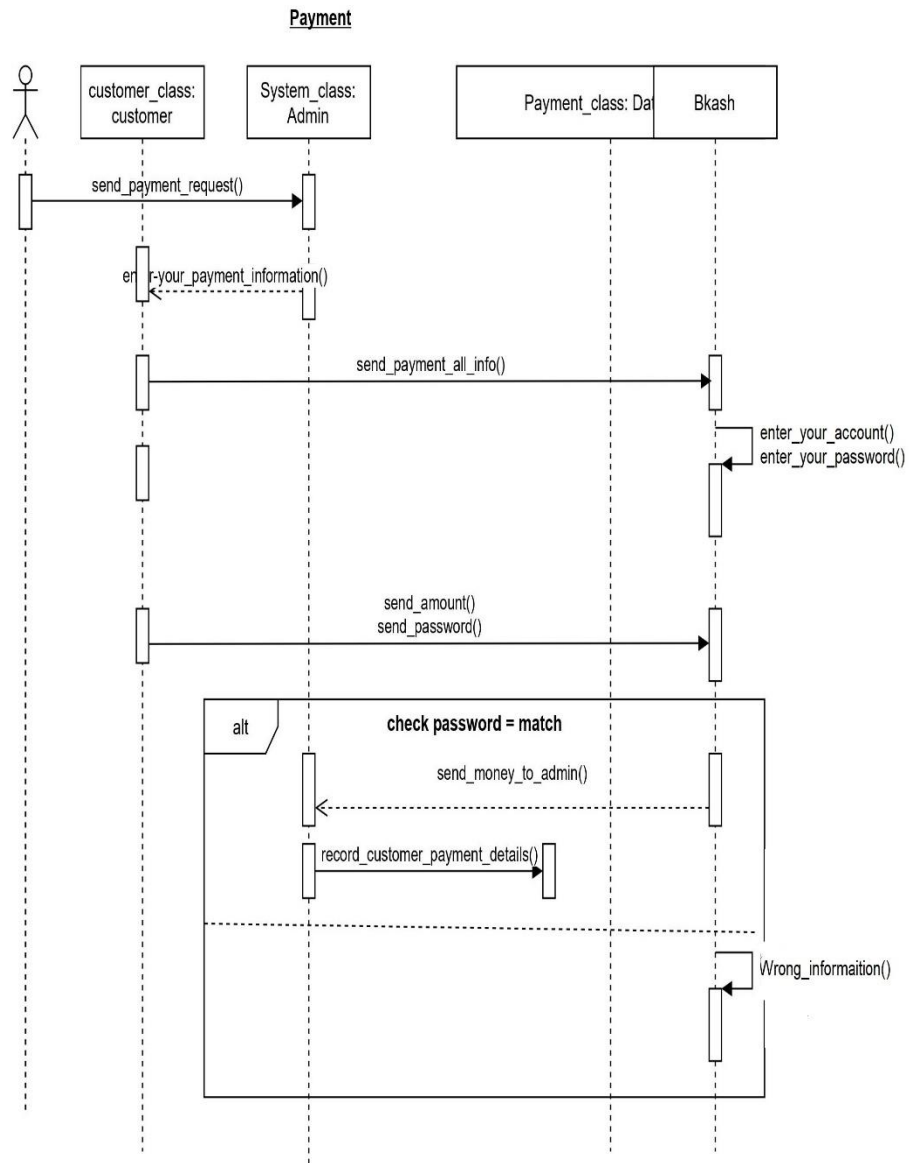 Payment
customer_class:
customer
System_class:
Admin
Payment_class: Dat
Bkash
send_payment_request()
enter-your_payment_information()
send_payment_all_info()
enter_your_account()
enter_your_password()
send_amount()
send_password()
alt
check password = match
send_money_to_admin()
record_customer_payment_details()
Wrong_informaition()